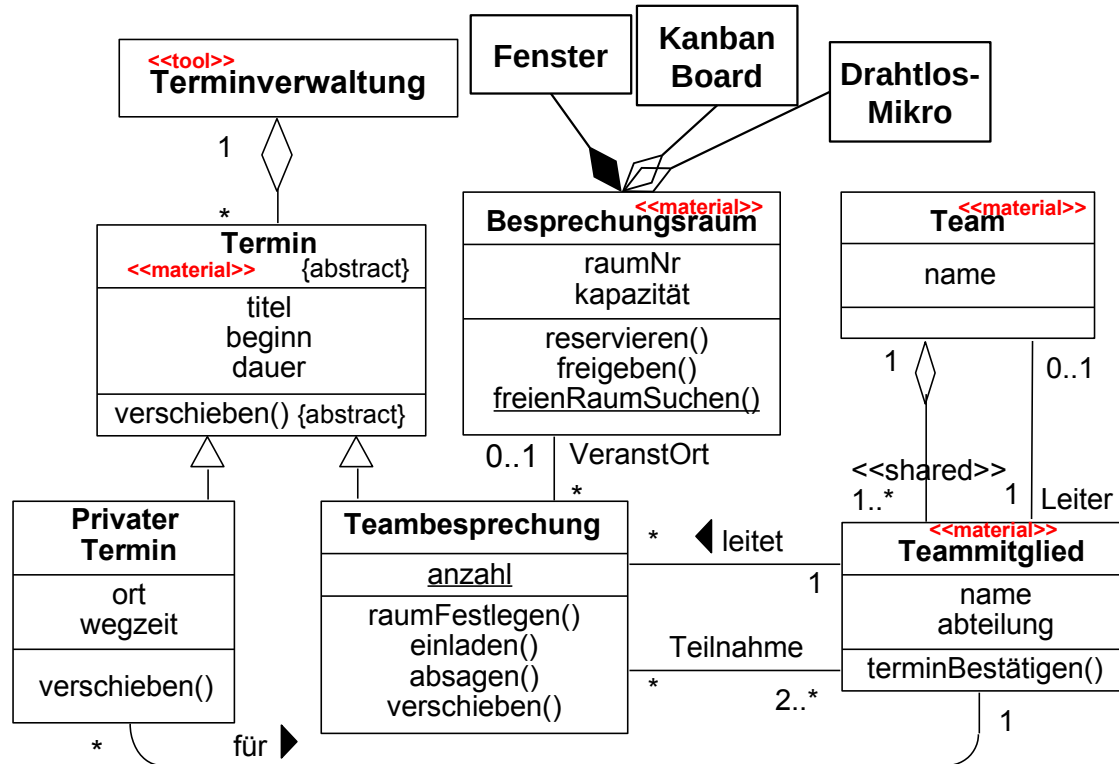 <<tool>>
Terminverwaltung
1
*
Fenster
Kanban
Board
Drahtlos-
Mikro
Termin
<<material>> {abstract}
titel
beginn
dauer
verschieben() {abstract}
<<material>>
Besprechungsraum
raumNr
kapazität
reservieren()
freigeben()
freienRaumSuchen()
0..1
VeranstOrt
*
<<material>>
Team
name
1
0..1
<<shared>>
1..*
1
Leiter
Privater
Termin
ort
wegzeit
verschieben()
*
für
Teambesprechung
anzahl
raumFestlegen()
einladen()
absagen()
verschieben()
*
leitet
1
Teilnahme
*
2..*
<<material>>
Teammitglied
name
abteilung
terminBestätigen()
1